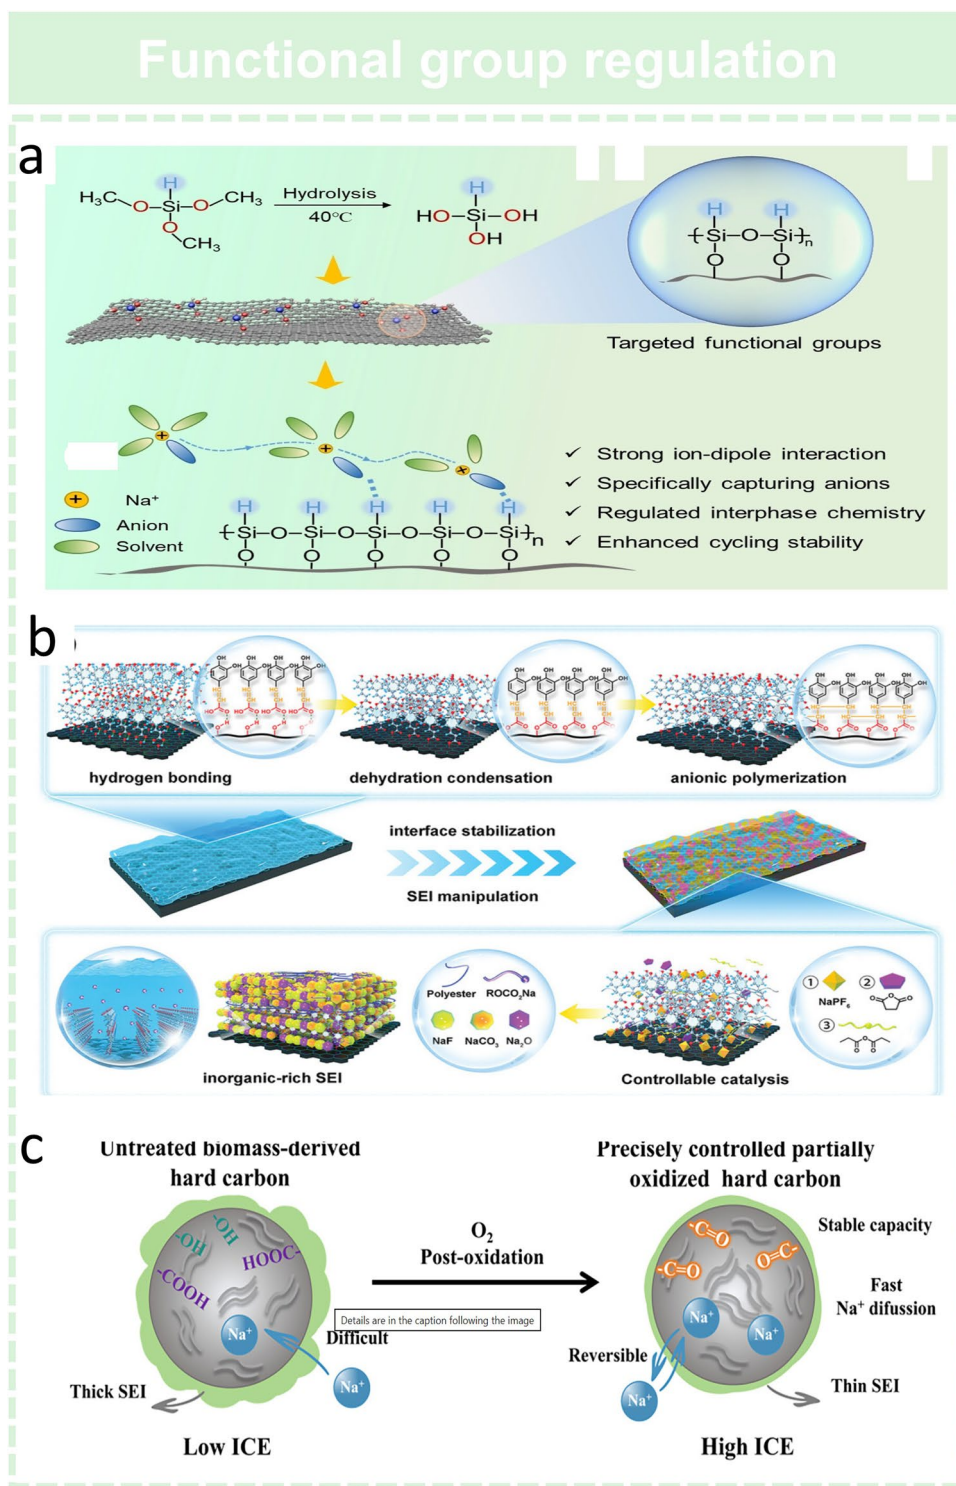 Functional group regulation
a
H
H₃C
O
Si
O
CH₃
O
CH₃
Hydrolysis
40℃
H
HO
Si
OH
OH
H
H
Si
O
Si
n
O
O
Targeted functional groups
Na⁺
Anion
Solvent
H
H
H
H
H
Si
O
Si
O
Si
O
Si
O
Si
n
O
O
O
O
O
✓ Strong ion-dipole interaction
✓ Specifically capturing anions
✓ Regulated interphase chemistry
✓ Enhanced cycling stability
b
hydrogen bonding
dehydration condensation
anionic polymerization
interface stabilization
SEI manipulation
Polyester
ROCO₂Na
NaF
NaCO₃
Na₂O
inorganic-rich SEI
Controllable catalysis
①
NaPF₆
②
③
c
Untreated biomass-derived
hard carbon
-OH
-OH
HOOC-
-COOH
Na⁺
Difficult
Na⁺
Thick SEI
Low ICE
O₂
Post-oxidation
Details are in the caption following the image
Precisely controlled partially
oxidized hard carbon
-C=O
O=C-
-C=O
Na⁺
Na⁺
Na⁺
Reversible
Stable capacity
Fast
Na⁺ difussion
Thin SEI
High ICE